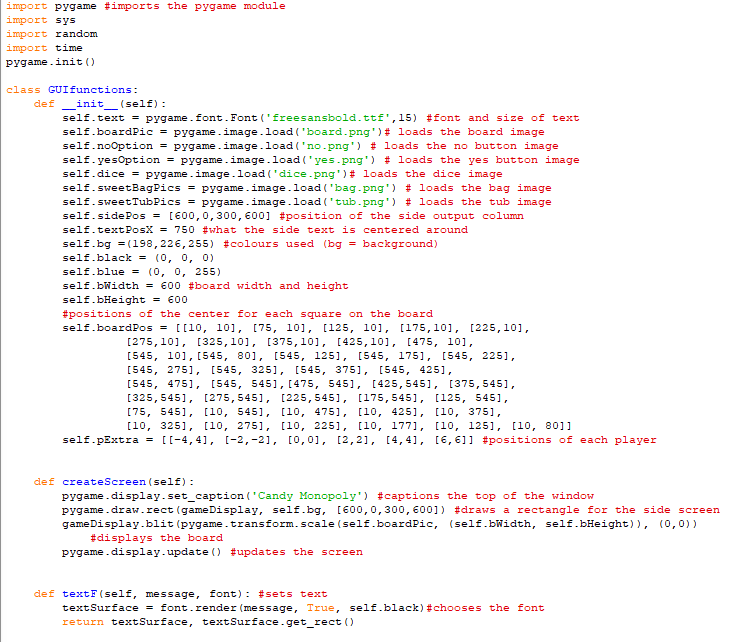 import pygame #imports the pygame module
import sys
import random
import time
pygame.init()

class GUIfunctions:
    def __init__(self):
        self.text = pygame.font.Font('freesansbold.ttf',15) #font and size of text
        self.boardPic = pygame.image.load('board.png')# loads the board image
        self.noOption = pygame.image.load('no.png') # loads the no button image
        self.yesOption = pygame.image.load('yes.png') # loads the yes button image
        self.dice = pygame.image.load('dice.png')# loads the dice image
        self.sweetBagPics = pygame.image.load('bag.png') # loads the bag image
        self.sweetTubPics = pygame.image.load('tub.png') # loads the tub image
        self.sidePos = [600,0,300,600] #position of the side output column
        self.textPosX = 750 #what the side text is centered around
        self.bg =(198,226,255) #colours used (bg = background)
        self.black = (0, 0, 0)
        self.blue = (0, 0, 255)
        self.bWidth = 600 #board width and height
        self.bHeight = 600
        #positions of the center for each square on the board
        self.boardPos = [[10, 10], [75, 10], [125, 10], [175,10], [225,10],
                 [275,10], [325,10], [375,10], [425,10], [475, 10],
                 [545, 10],[545, 80], [545, 125], [545, 175], [545, 225],
                 [545, 275], [545, 325], [545, 375], [545, 425],
                 [545, 475], [545, 545],[475, 545], [425,545], [375,545],
                 [325,545], [275,545], [225,545], [175,545], [125, 545],
                 [75, 545], [10, 545], [10, 475], [10, 425], [10, 375],
                 [10, 325], [10, 275], [10, 225], [10, 177], [10, 125], [10, 80]]
        self.pExtra = [[-4,4], [-2,-2], [0,0], [2,2], [4,4], [6,6]] #positions of each player

    def createScreen(self):
        pygame.display.set_caption('Candy Monopoly') #captions the top of the window
        pygame.draw.rect(gameDisplay, self.bg, [600,0,300,600]) #draws a rectangle for the side screen
        gameDisplay.blit(pygame.transform.scale(self.boardPic, (self.bWidth, self.bHeight)), (0,0))
            #displays the board
        pygame.display.update() #updates the screen

    def textF(self, message, font): #sets text
        textSurface = font.render(message, True, self.black)#chooses the font
        return textSurface, textSurface.get_rect()